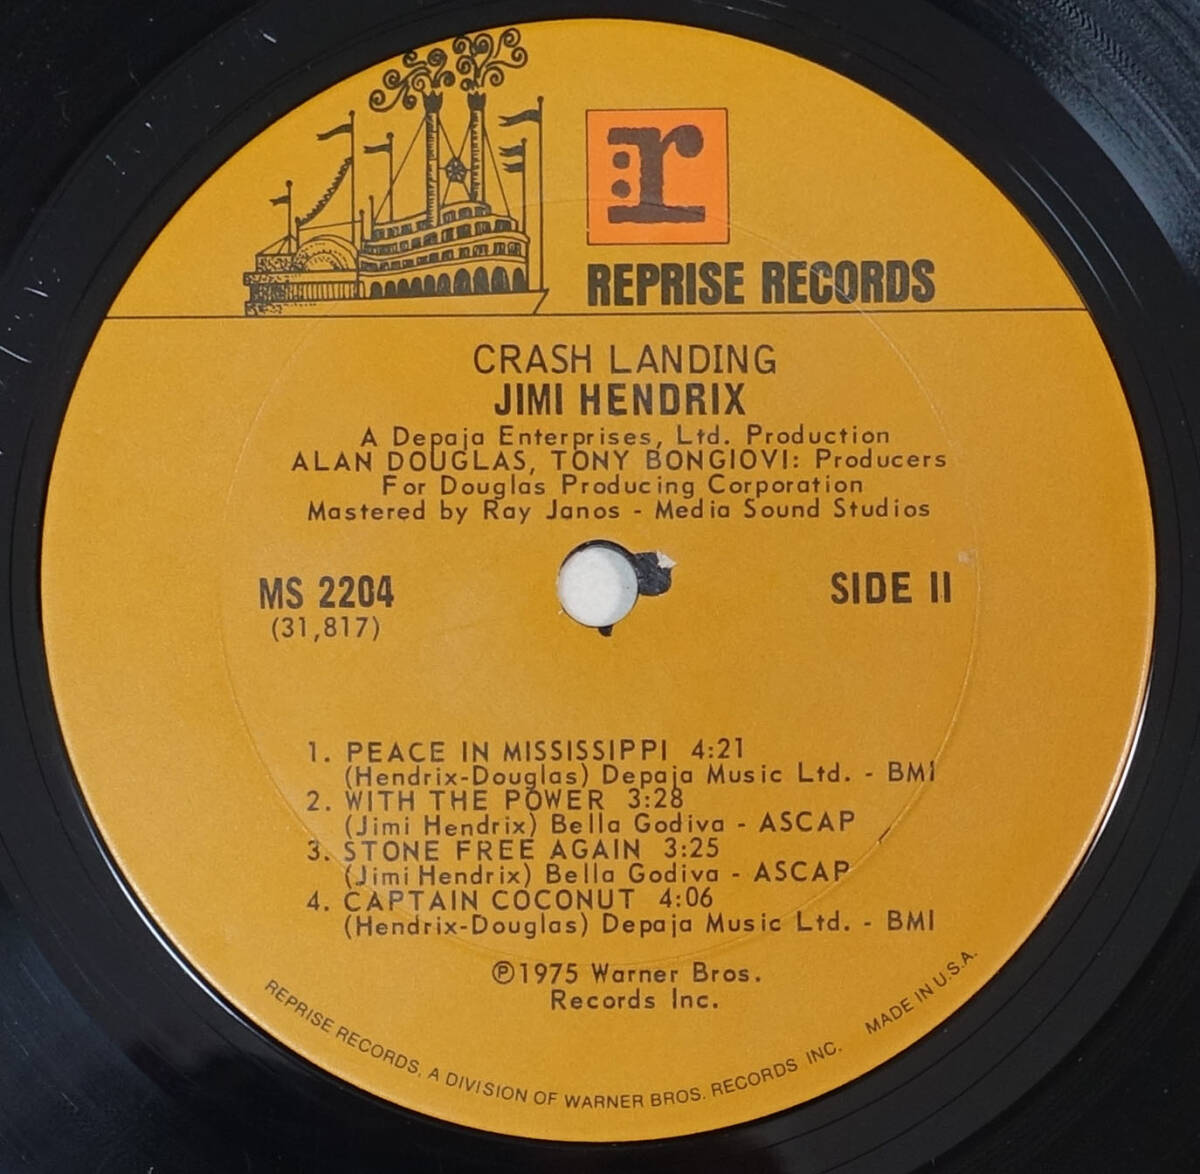 r:
REPRISE RECORDS
CRASH LANDING
JIMI HENDRIX
A Depaja Enterprises, Ltd. Production
ALAN DOUGLAS, TONY BONGIOVI: Producers
For Douglas Producing Corporation
Mastered by Ray Janos - Media Sound Studios
MS 2204
(31,817)
SIDE II
1. PEACE IN MISSISSIPPI 4:21
(Hendrix-Douglas) Depaja Music Ltd. - BMI
2. WITH THE POWER 3:28
(Jimi Hendrix) Bella Godiva - ASCAP
3. STONE FREE AGAIN 3:25
(Jimi Hendrix) Bella Godiva - ASCAP
4. CAPTAIN COCONUT 4:06
(Hendrix-Douglas) Depaja Music Ltd. - BMI
℗1975 Warner Bros.
Records Inc.
REPRISE RECORDS, A DIVISION OF WARNER BROS. RECORDS INC. MADE IN U.S.A.